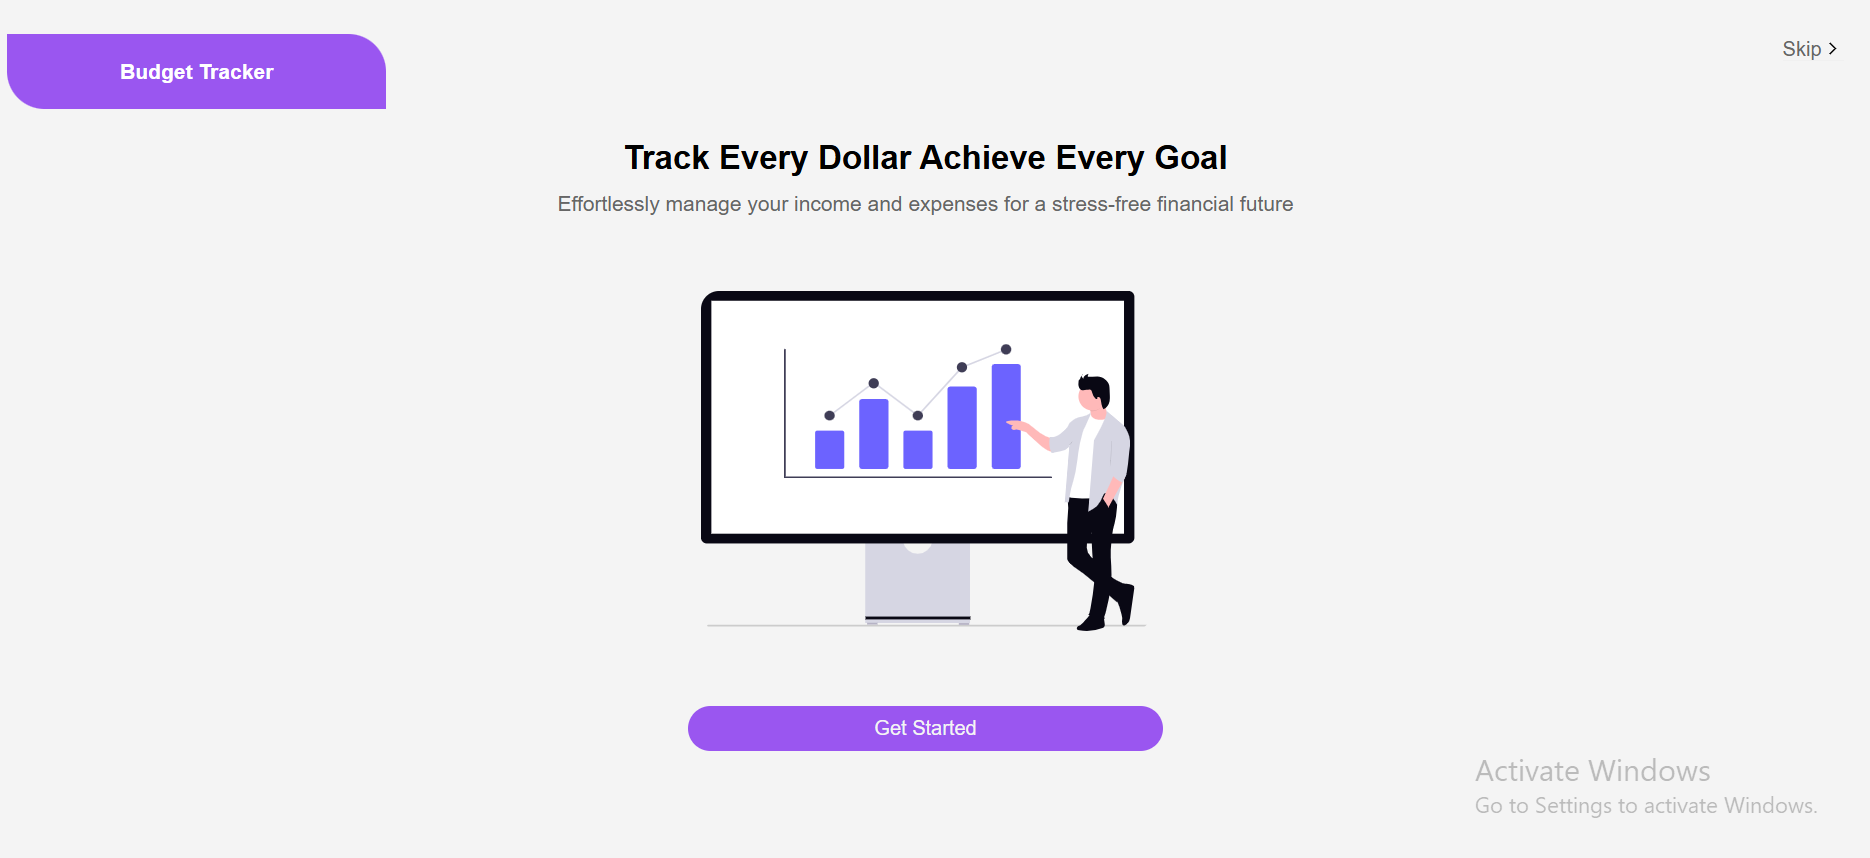 Budget Tracker
Skip
Track Every Dollar Achieve Every Goal
Effortlessly manage your income and expenses for a stress-free financial future
Get Started
Activate Windows
Go to Settings to activate Windows.